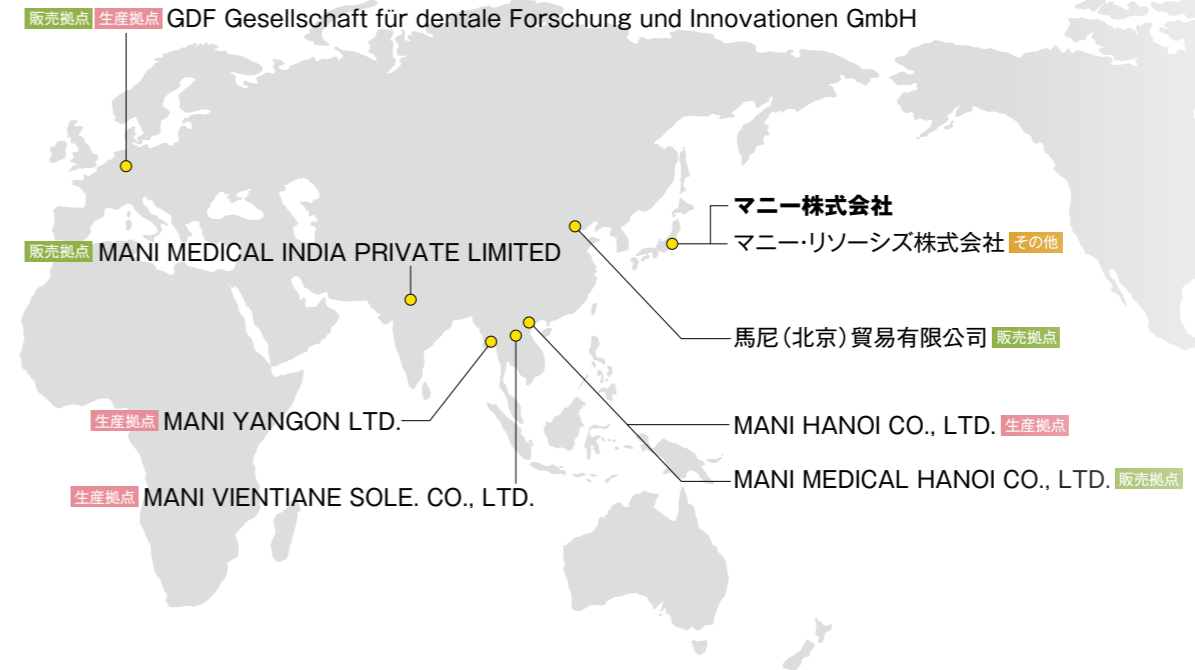 販売拠点 生産拠点 GDF Gesellschaft für dentale Forschung und Innovationen GmbH
マニー株式会社
マニー・リソーシズ株式会社 その他
販売拠点 MANI MEDICAL INDIA PRIVATE LIMITED
馬尼（北京）貿易有限公司 販売拠点
生産拠点 MANI YANGON LTD.
MANI HANOI CO., LTD. 生産拠点
MANI MEDICAL HANOI CO., LTD. 販売拠点
生産拠点 MANI VIENTIANE SOLE. CO., LTD.